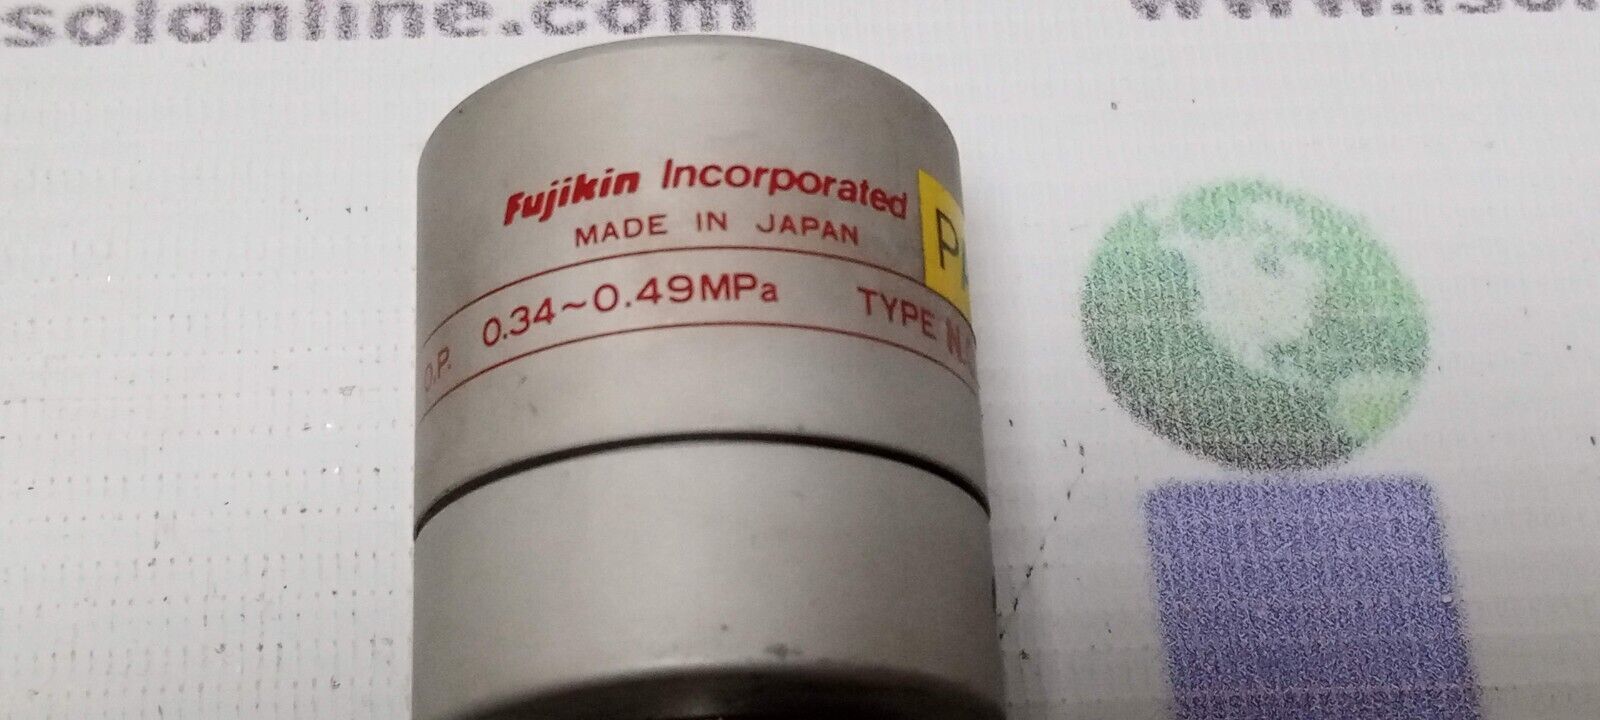 solonline.com
Fujikin Incorporated
MADE IN JAPAN
O.P. 0.34~0.49MPa TYPE N.
P